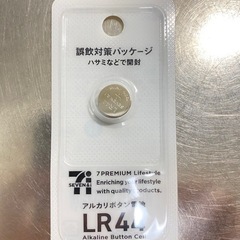 誤飲対策パッケージ
ハサミなどで開封
7 PREMIUM Lifestyle
SEVEN&i
Enriching your lifestyle
with quality products.
アルカリボタン電池
LR44
Alkaline Button